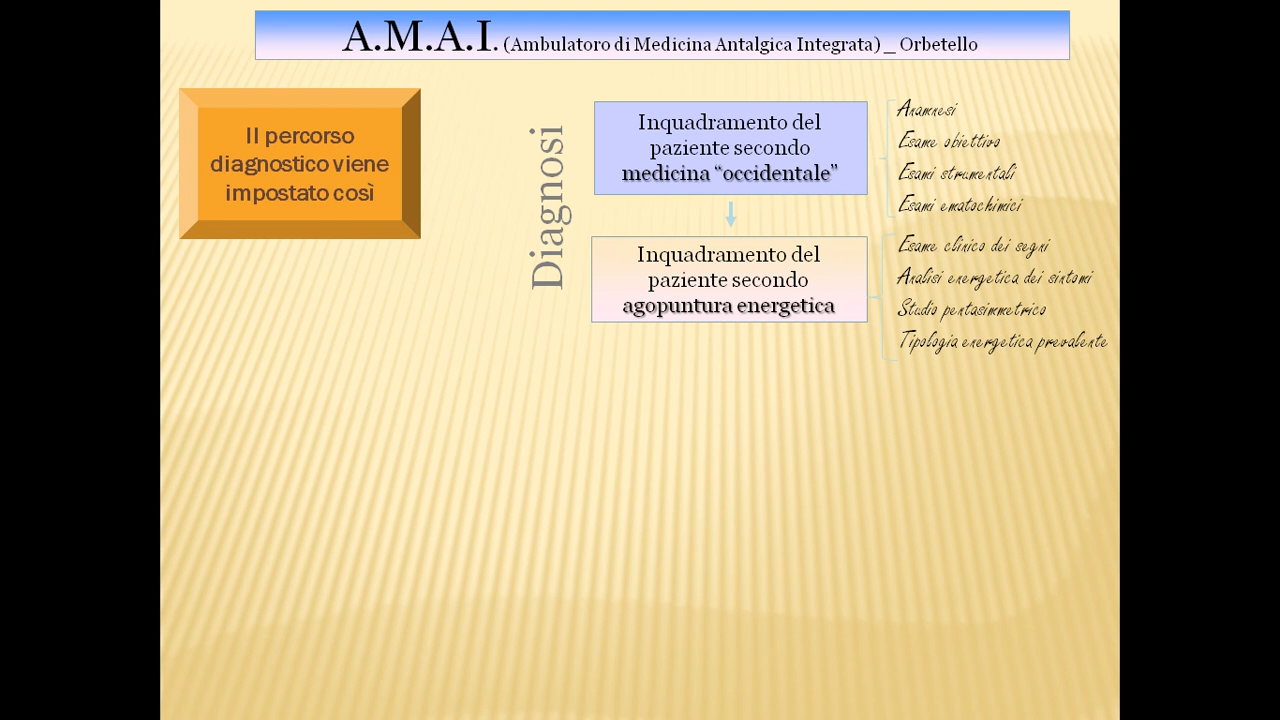 A.M.A.I. (Ambulatoro di Medicina Antalgica Integrata) _ Orbetello
Il percorso
diagnostico viene
impostato così
Diagnosi
Inquadramento del
paziente secondo
medicina “occidentale”
Anamnesi
Esame obiettivo
Esami strumentali
Esami ematochimici
Inquadramento del
paziente secondo
agopuntura energetica
Esame clinico dei segni
Analisi energetica dei sintomi
Studio pentasimmetrico
Tipologia energetica prevalente